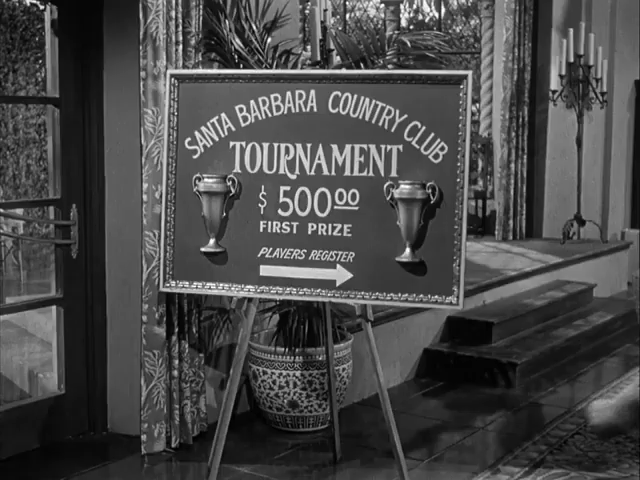 SANTA BARBARA COUNTRY CLUB
TOURNAMENT
$500.00
FIRST PRIZE
PLAYERS REGISTER